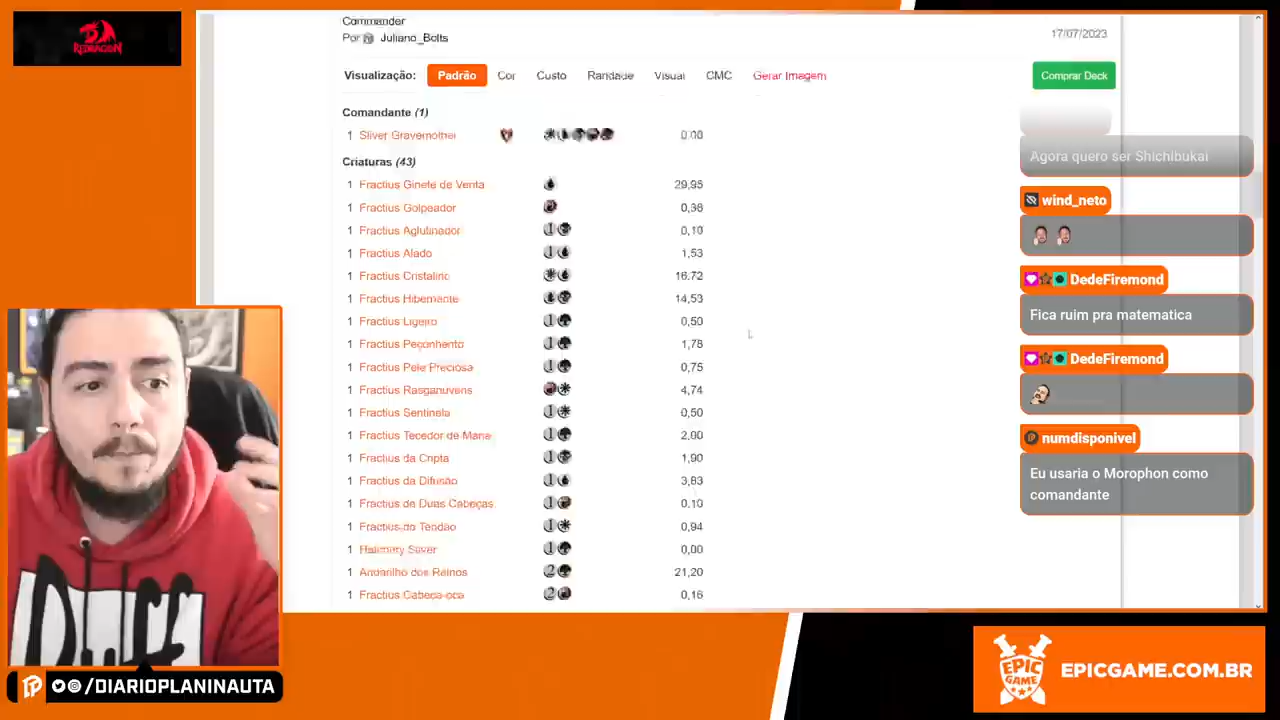 REDRAGON
Commander
Por Juliano_Bolts
17/07/2023
Visualização: Padrão Cor Custo Raridade Visual CMC Gerar Imagem
Comprar Deck
Comandante (1)
1 Sliver Gravemother 0,00
Criaturas (43)
1 Fractius Ginete de Venta 29,95
1 Fractius Golpeador 0,36
1 Fractius Aglutinador 0,10
1 Fractius Alado 1,53
1 Fractius Cristalino 16,72
1 Fractius Hibernante 14,53
1 Fractius Ligeiro 0,50
1 Fractius Peçonhento 1,78
1 Fractius Pele Preciosa 0,75
1 Fractius Rasganuvens 4,74
1 Fractius Sentinela 0,50
1 Fractius Tecedor de Mana 2,00
1 Fractius da Cripta 1,90
1 Fractius da Difusão 3,83
1 Fractius de Duas Cabeças 0,10
1 Fractius do Tendão 0,94
1 Hatchery Sliver 0,00
1 Andarilho dos Reinos 21,20
1 Fractius Cabeça-oca 0,16
Agora quero ser Shichibukai
wind_neto
DedeFiremond
Fica ruim pra matematica
DedeFiremond
numdisponivel
Eu usaria o Morophon como
comandante
/DIARIOPLANINAUTA
EPIC
GAME
EPICGAME.COM.BR